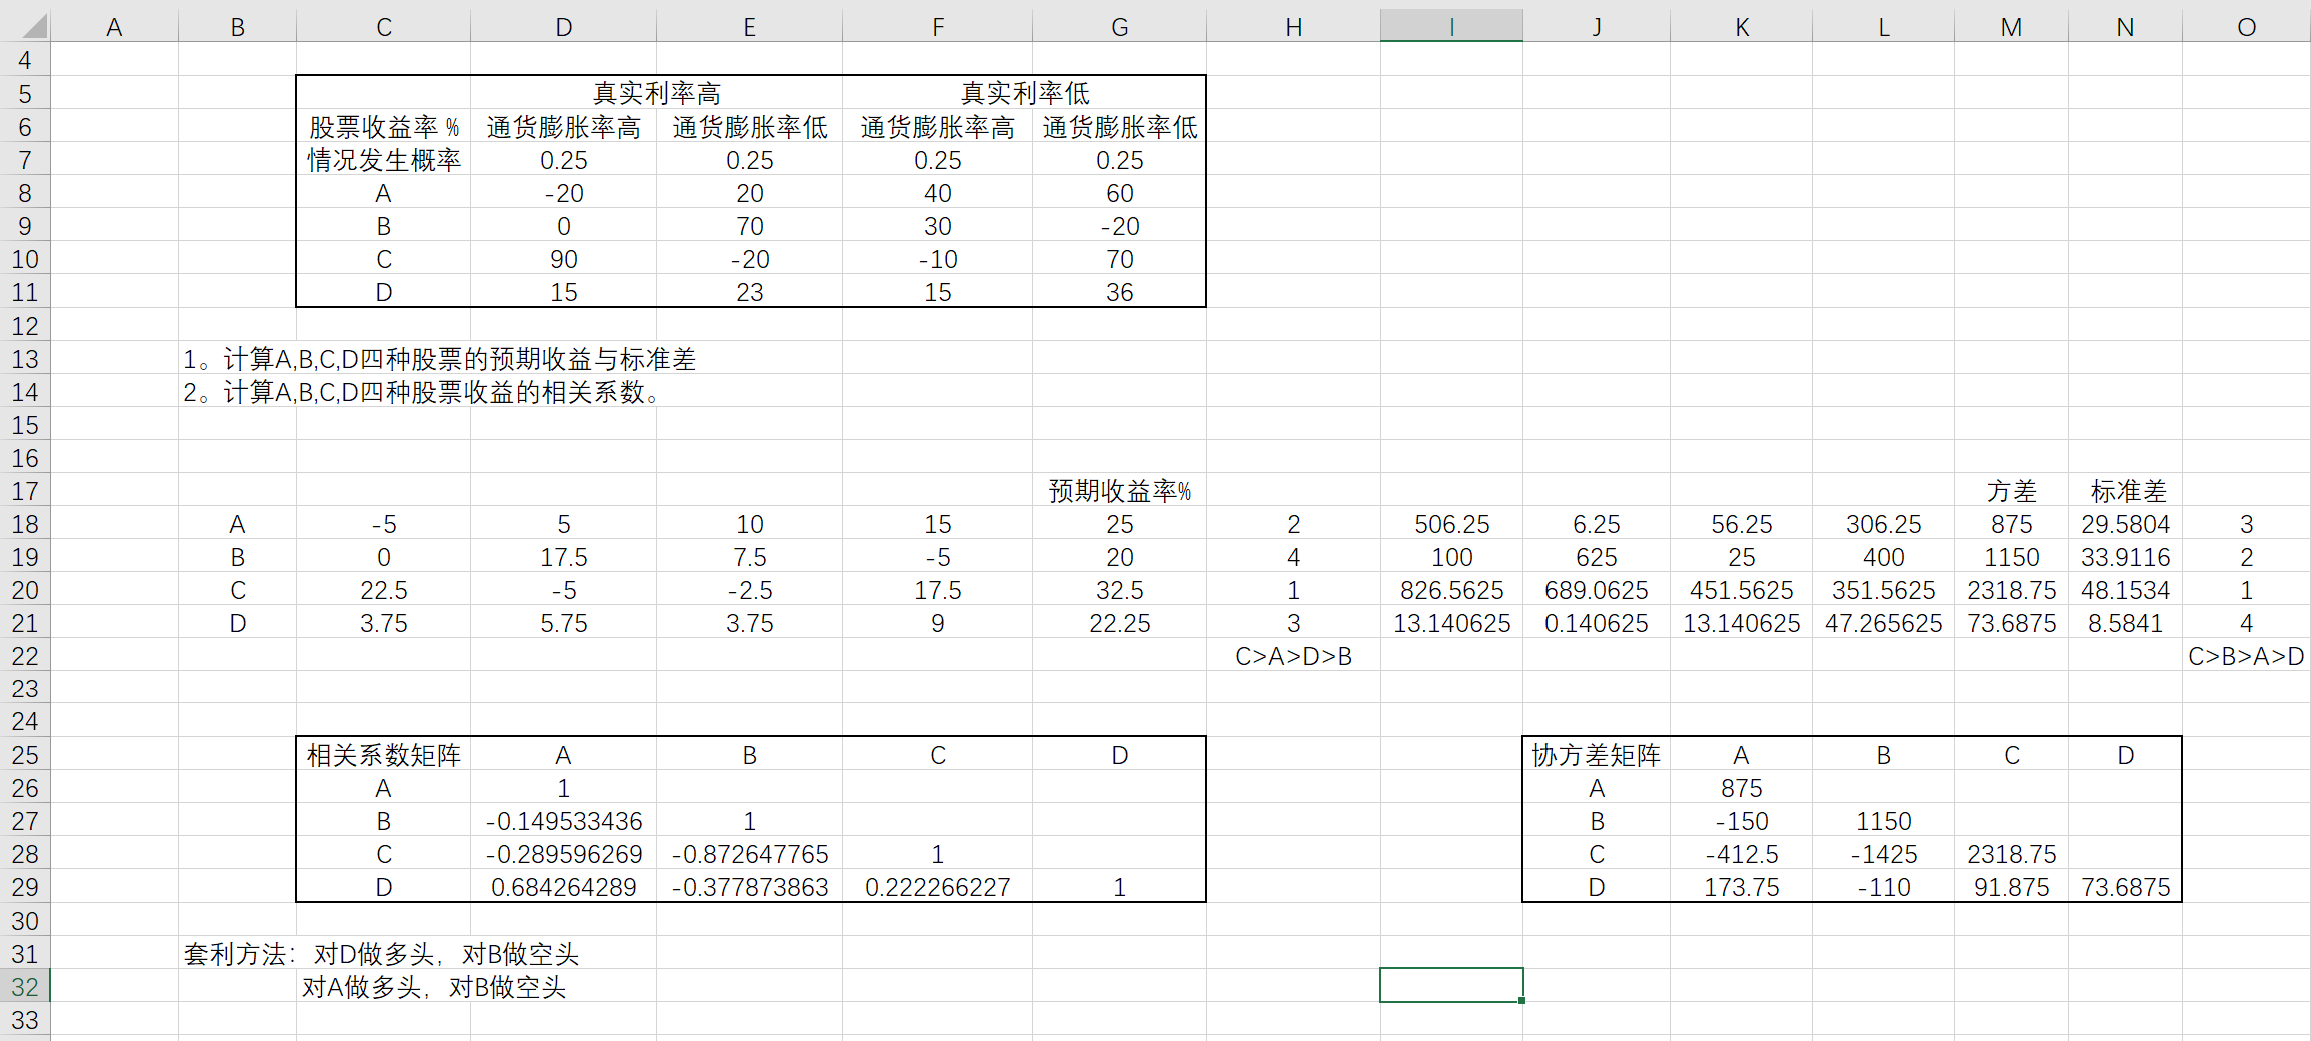 A B C D E F G H I J K L M N O
4
5 真实利率高 真实利率低
6 股票收益率 % 通货膨胀率高 通货膨胀率低 通货膨胀率高 通货膨胀率低
7 情况发生概率 0.25 0.25 0.25 0.25
8 A -20 20 40 60
9 B 0 70 30 -20
10 C 90 -20 -10 70
11 D 15 23 15 36
12
13 1。计算A,B,C,D四种股票的预期收益与标准差
14 2。计算A,B,C,D四种股票收益的相关系数。
15
16
17 预期收益率% 方差 标准差
18 A -5 5 10 15 25 2 506.25 6.25 56.25 306.25 875 29.5804 3
19 B 0 17.5 7.5 -5 20 4 100 625 25 400 1150 33.9116 2
20 C 22.5 -5 -2.5 17.5 32.5 1 826.5625 689.0625 451.5625 351.5625 2318.75 48.1534 1
21 D 3.75 5.75 3.75 9 22.25 3 13.140625 0.140625 13.140625 47.265625 73.6875 8.5841 4
22 C>A>D>B C>B>A>D
23
24
25 相关系数矩阵 A B C D 协方差矩阵 A B C D
26 A 1 A 875
27 B -0.149533436 1 B -150 1150
28 C -0.289596269 -0.872647765 1 C -412.5 -1425 2318.75
29 D 0.684264289 -0.377873863 0.222266227 1 D 173.75 -110 91.875 73.6875
30
31 套利方法：对D做多头，对B做空头
32 对A做多头，对B做空头
33